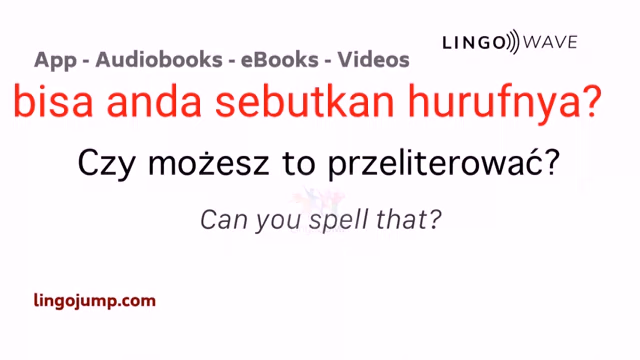 LINGO WAVE
App - Audiobooks - eBooks - Videos
bisa anda sebutkan hurufnya?
Czy możesz to przeliterować?
Can you spell that?
lingojump.com